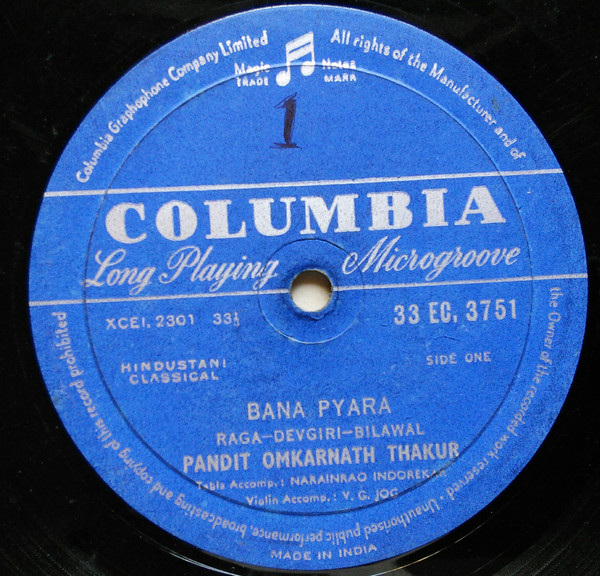 Columbia Graphophone Company Limited
All rights of the Manufacturer and of
the Owner of the recorded work reserved · Unauthorised public performance, broadcasting and copying of this record prohibited
Magic Notes
TRADE MARK
1
COLUMBIA
Long Playing Microgroove
XCEI. 2301 33⅓
33 EC. 3751
HINDUSTANI
CLASSICAL
SIDE ONE
BANA PYARA
RAGA—DEVGIRI—BILAWAL
PANDIT OMKARNATH THAKUR
Tabla Accomp.: NARAINRAO INDOREKAR
Violin Accomp.: V. G. JOG
MADE IN INDIA